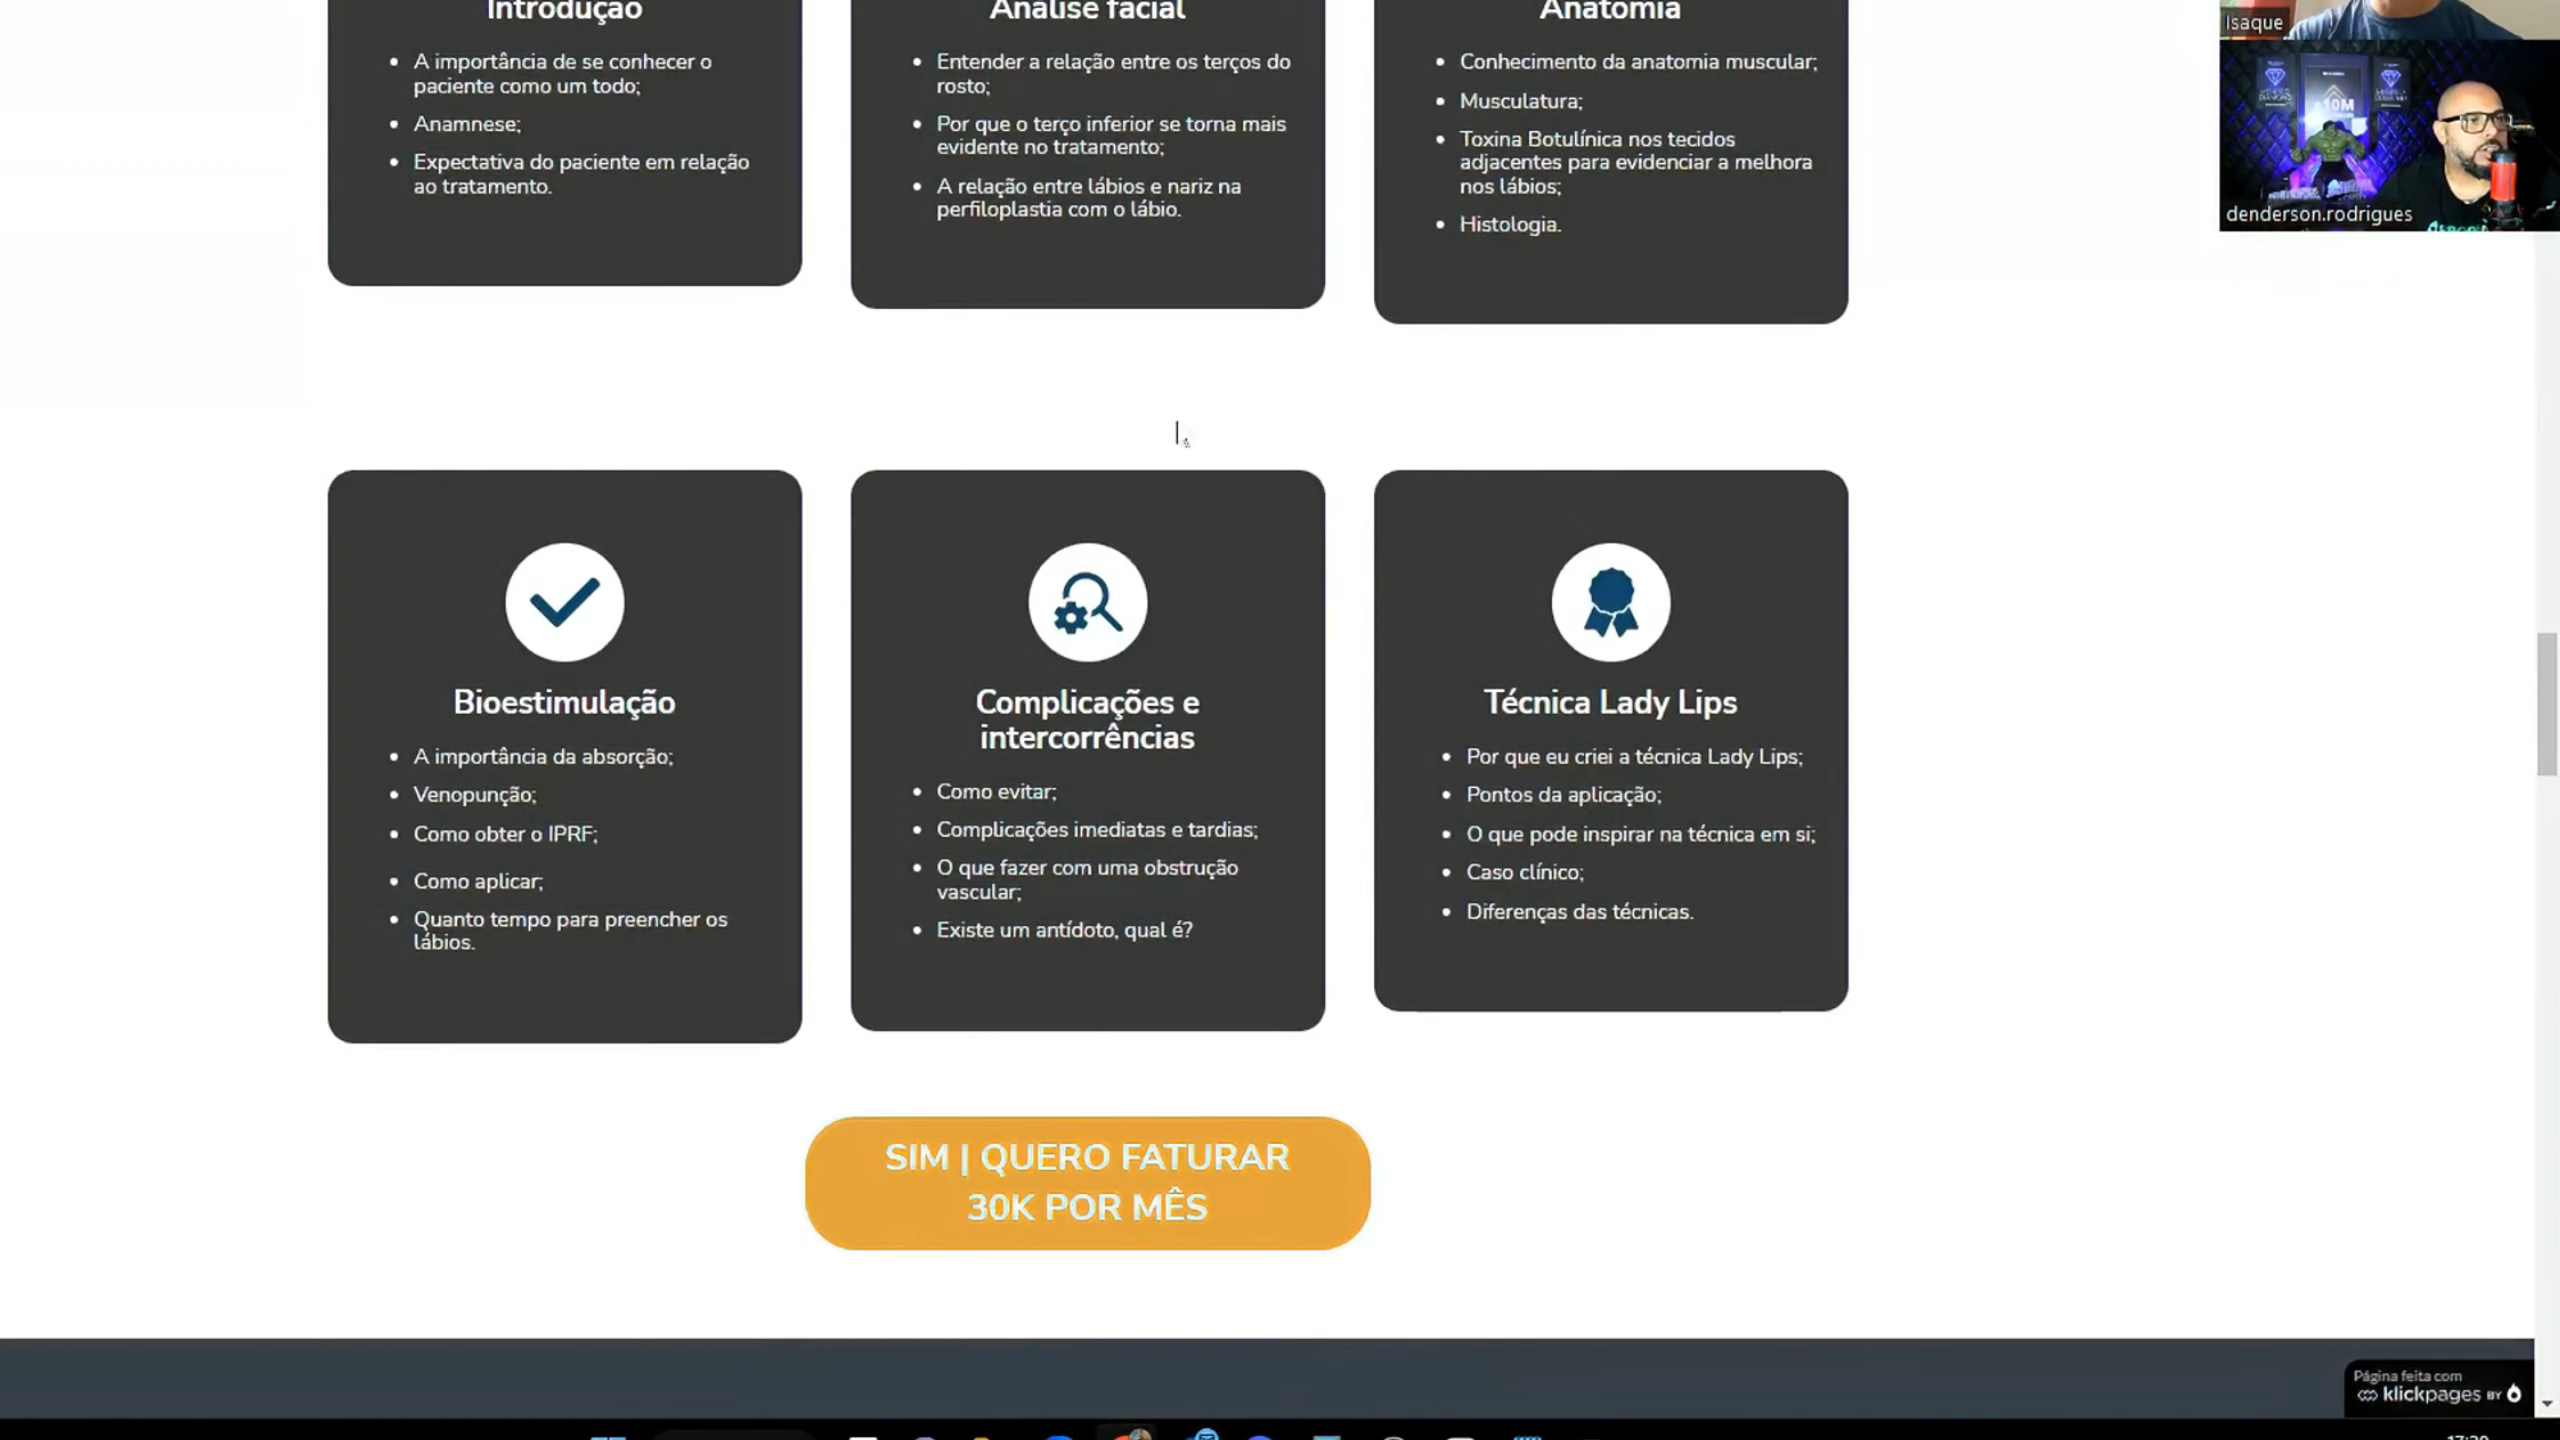 Introdução
A importância de se conhecer o
paciente como um todo;
Anamnese;
Expectativa do paciente em relação
ao tratamento.
Análise facial
Entender a relação entre os terços do
rosto;
Por que o terço inferior se torna mais
evidente no tratamento;
A relação entre lábios e nariz na
perfiloplastia com o lábio.
Anatomia
Conhecimento da anatomia muscular;
Musculatura;
Toxina Botulínica nos tecidos
adjacentes para evidenciar a melhora
nos lábios;
Histologia.
Isaque
10M
denderson.rodrigues
Bioestimulação
A importância da absorção;
Venopunção;
Como obter o IPRF;
Como aplicar;
Quanto tempo para preencher os
lábios.
Complicações e
intercorrências
Como evitar;
Complicações imediatas e tardias;
O que fazer com uma obstrução
vascular;
Existe um antídoto, qual é?
Técnica Lady Lips
Por que eu criei a técnica Lady Lips;
Pontos da aplicação;
O que pode inspirar na técnica em si;
Caso clínico;
Diferenças das técnicas.
SIM | QUERO FATURAR
30K POR MÊS
Página feita com
klickpages BY